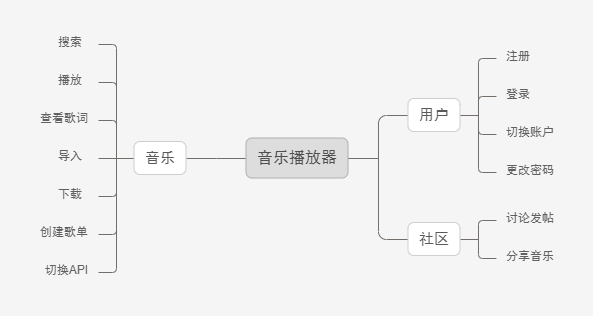 音乐播放器
音乐
搜索
播放
查看歌词
导入
下载
创建歌单
切换API
用户
注册
登录
切换账户
更改密码
社区
讨论发帖
分享音乐